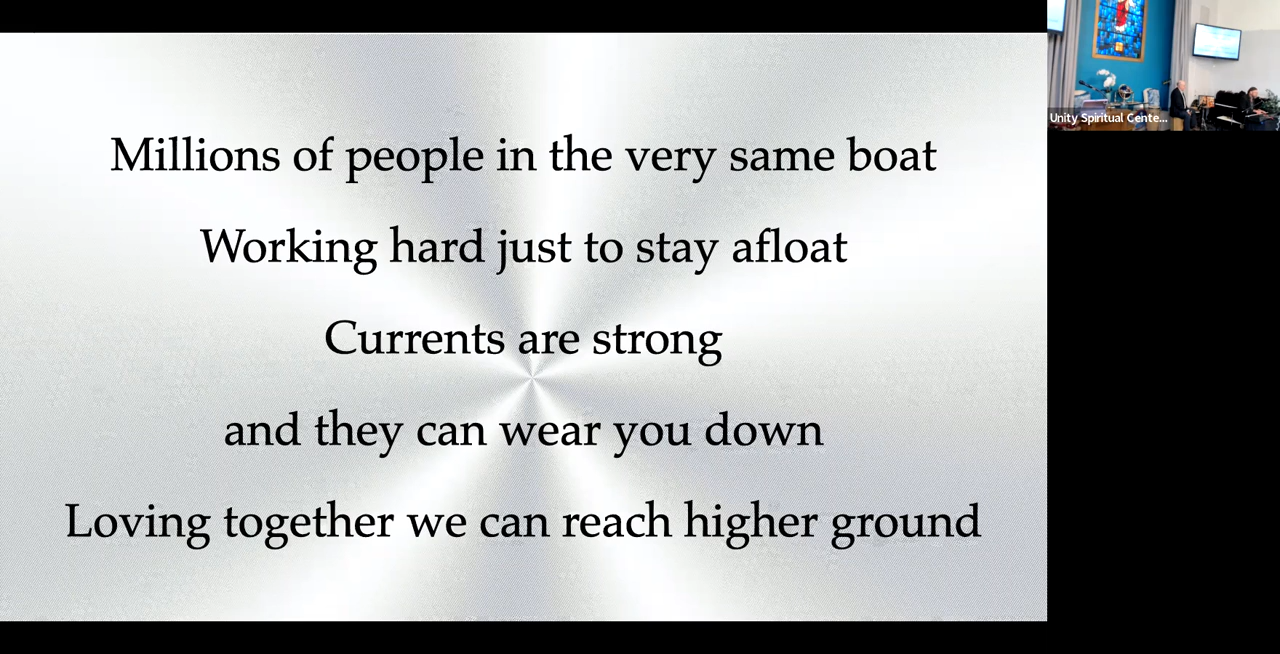 Millions of people in the very same boat
Working hard just to stay afloat
Currents are strong
and they can wear you down
Loving together we can reach higher ground
Unity Spiritual Cente...